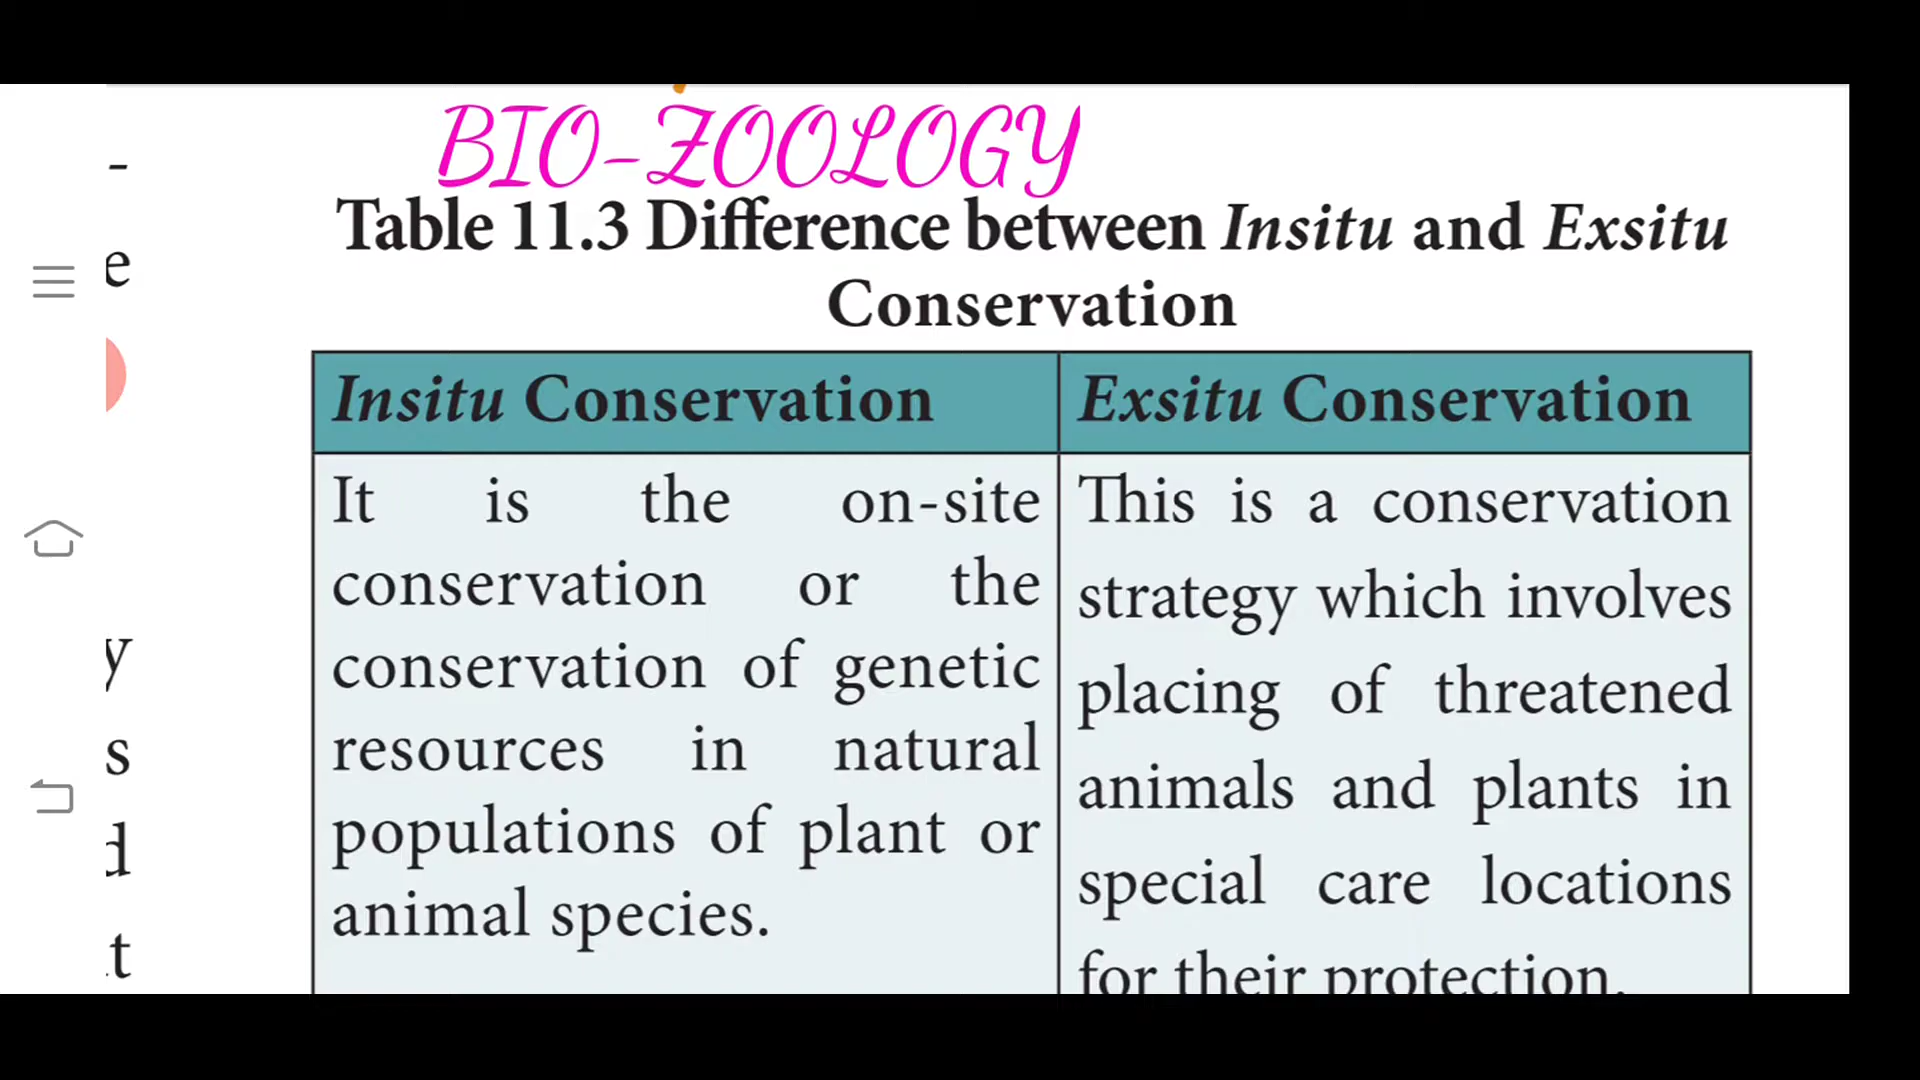 BIO-ZOOLOGY
Table 11.3 Difference between Insitu and Exsitu
Conservation
Insitu Conservation
It is the on-site
conservation or the
conservation of genetic
resources in natural
populations of plant or
animal species.
Exsitu Conservation
This is a conservation
strategy which involves
placing of threatened
animals and plants in
special care locations
for their protection.
-
e
y
s
d
t